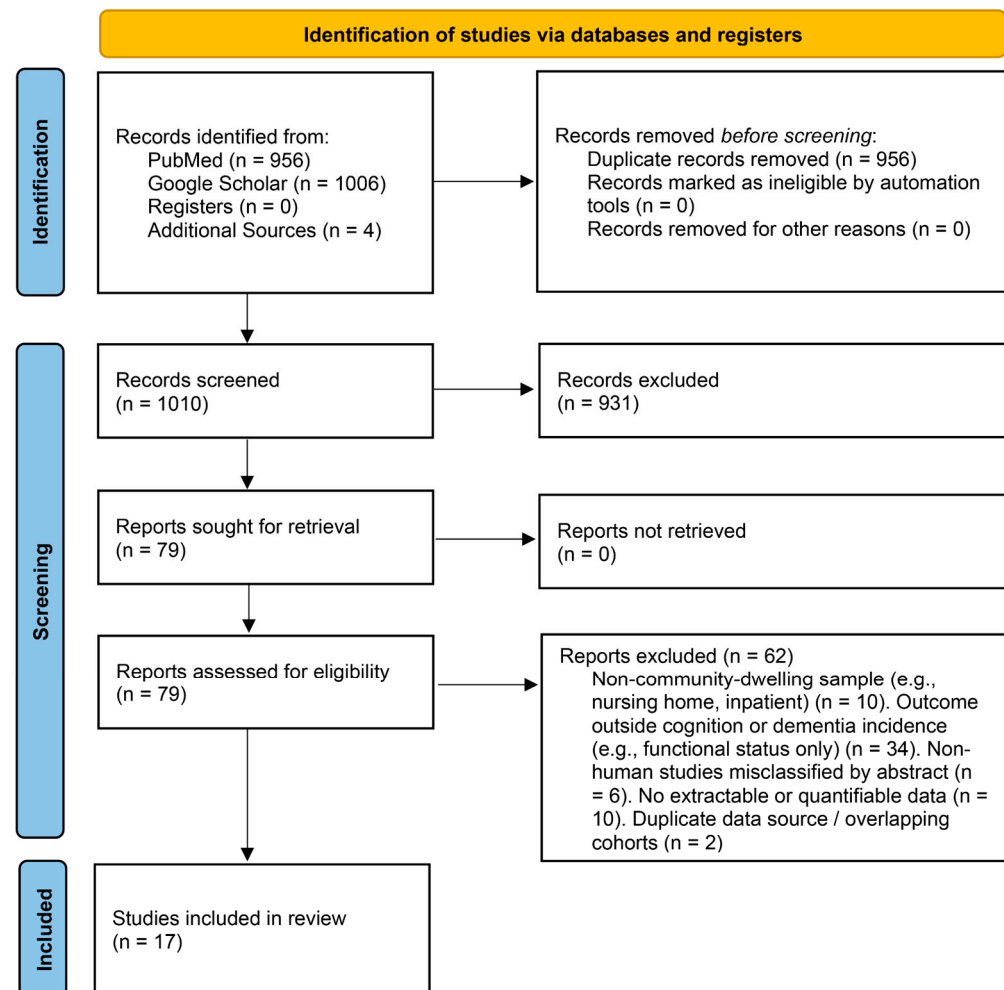 Identification of studies via databases and registers
Identification
Records identified from:
PubMed (n = 956)
Google Scholar (n = 1006)
Registers (n = 0)
Additional Sources (n = 4)
Records removed before screening:
Duplicate records removed (n = 956)
Records marked as ineligible by automation
tools (n = 0)
Records removed for other reasons (n = 0)
Screening
Records screened
(n = 1010)
Records excluded
(n = 931)
Reports sought for retrieval
(n = 79)
Reports not retrieved
(n = 0)
Reports assessed for eligibility
(n = 79)
Reports excluded (n = 62)
Non-community-dwelling sample (e.g.,
nursing home, inpatient) (n = 10). Outcome
outside cognition or dementia incidence
(e.g., functional status only) (n = 34). Non-
human studies misclassified by abstract (n
= 6). No extractable or quantifiable data (n =
10). Duplicate data source / overlapping
cohorts (n = 2)
Included
Studies included in review
(n = 17)